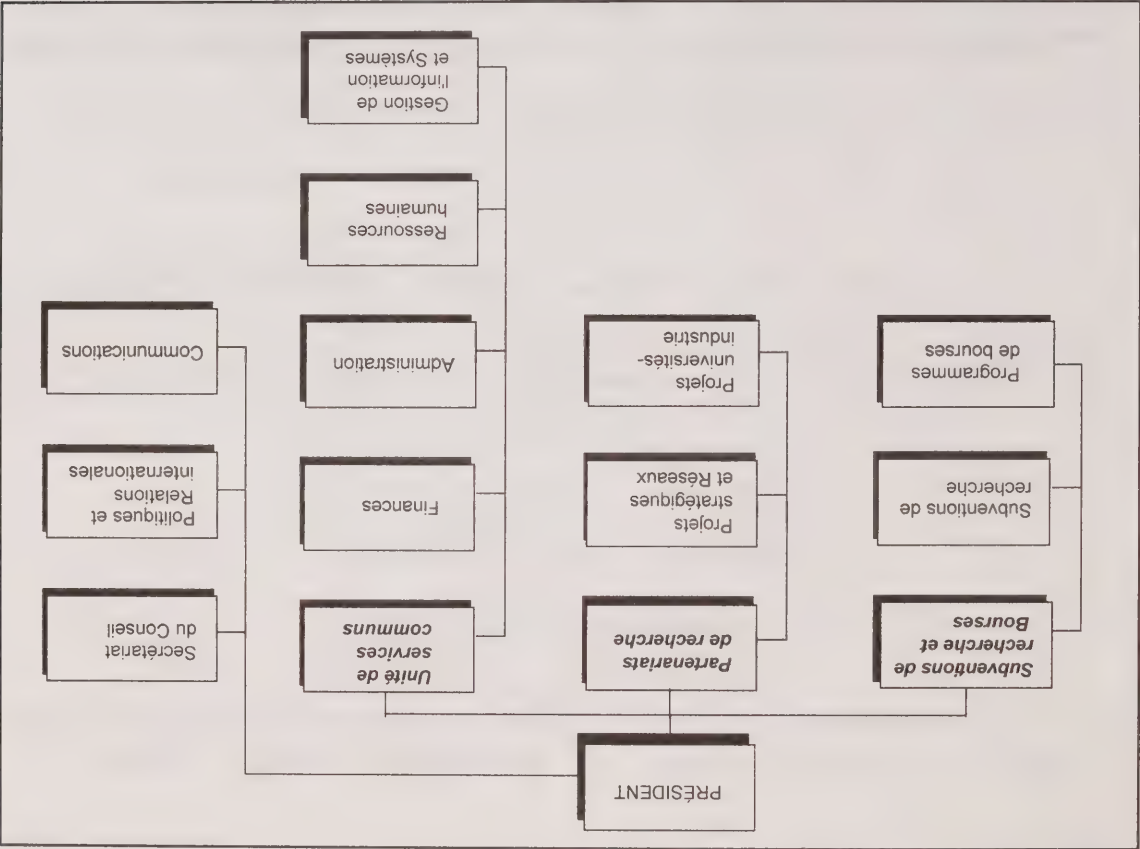 PRÉSIDENT
Subventions de
recherche et
Bourses
Subventions de
recherche
Programmes
de bourses
Partenariats
de recherche
Projets
stratégiques
et Réseaux
Projets
universités-
industrie
Unité de
services
communs
Finances
Administration
Ressources
humaines
Gestion de
l'information
et Systèmes
Secrétariat
du Conseil
Politiques et
Relations
internationales
Communications